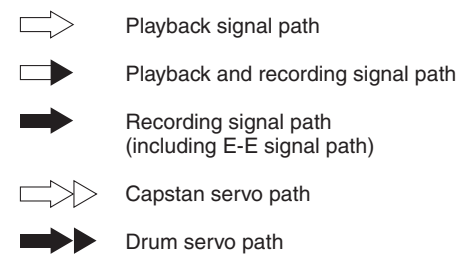 Playback signal path
Playback and recording signal path
Recording signal path
(including E-E signal path)
Capstan servo path
Drum servo path